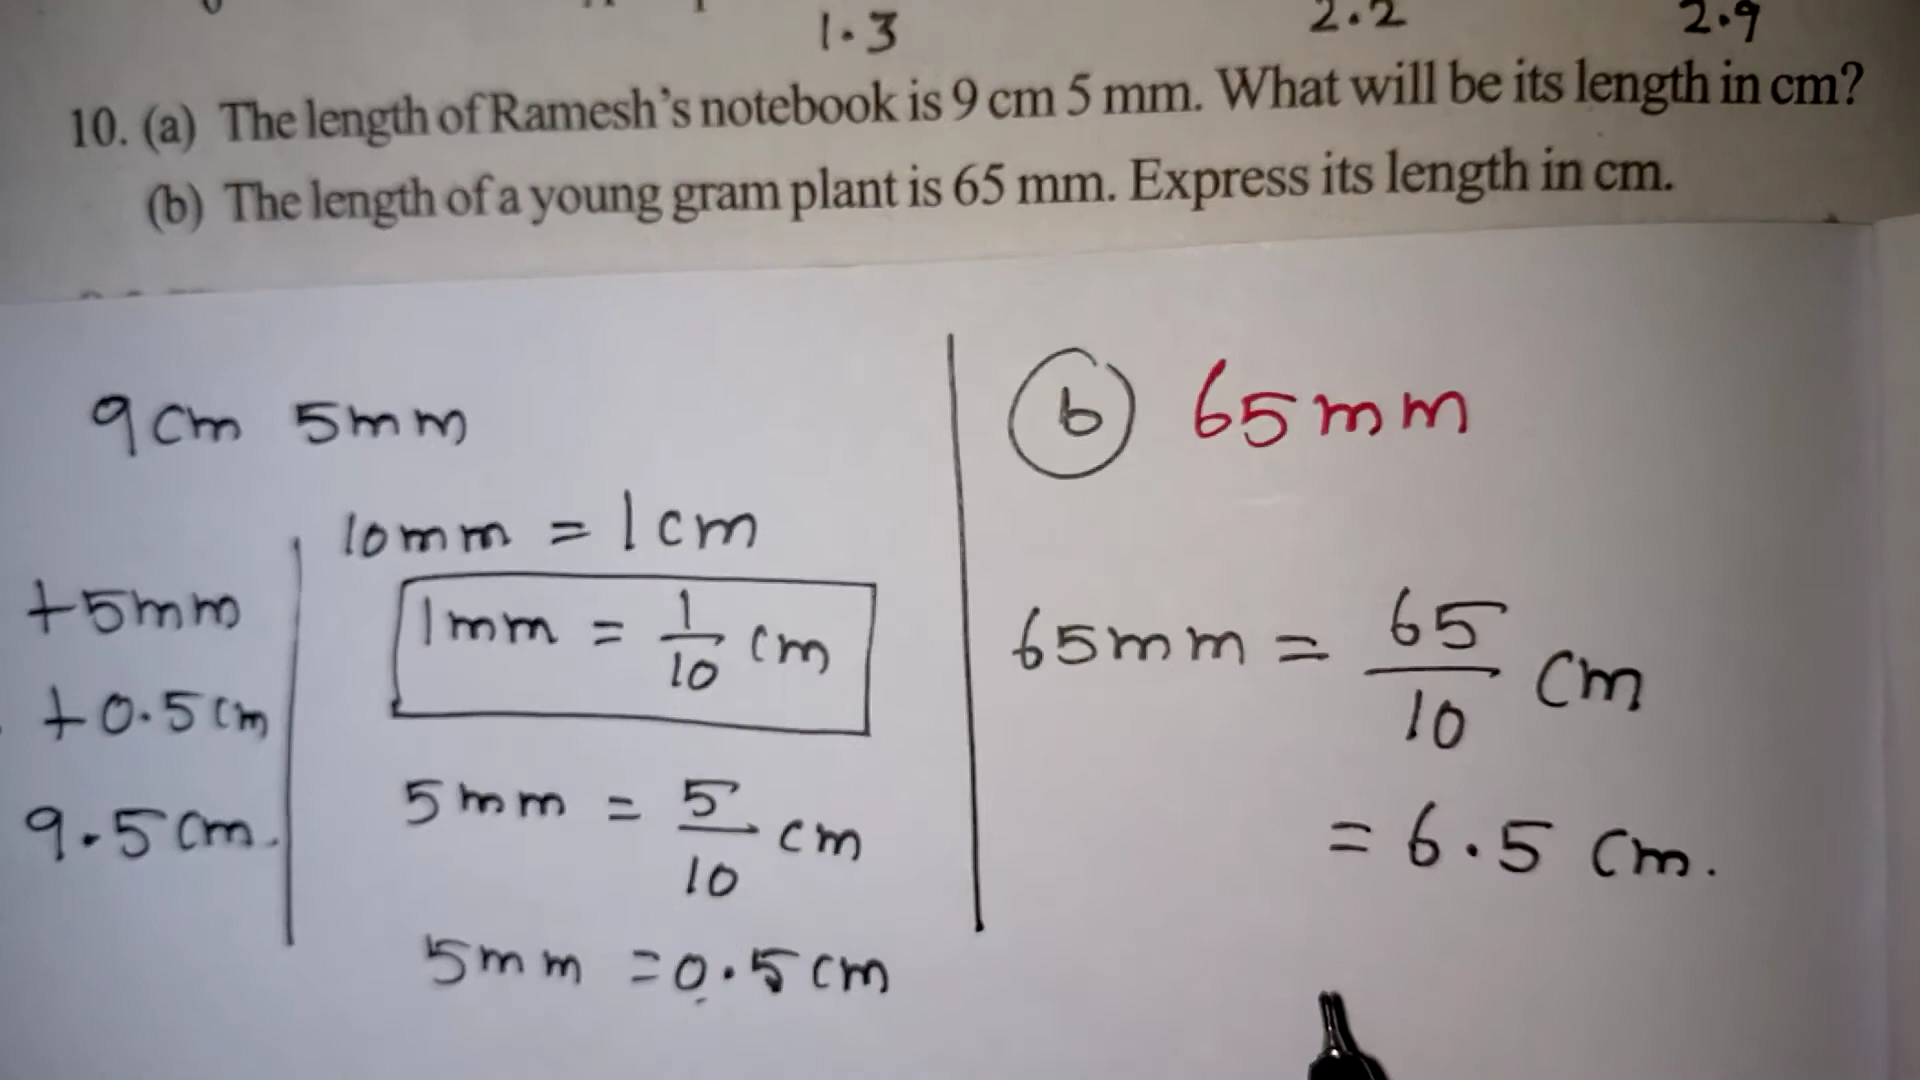 1.3 2.2 2.9
10. (a) The length of Ramesh's notebook is 9 cm 5 mm. What will be its length in cm?
(b) The length of a young gram plant is 65 mm. Express its length in cm.
9cm 5mm
+5mm
+0.5cm
9.5cm.
10mm = 1cm
1mm = 1/10 cm
5mm = 5/10 cm
5mm = 0.5cm
b 65mm
65mm = 65/10 cm
= 6.5 cm.